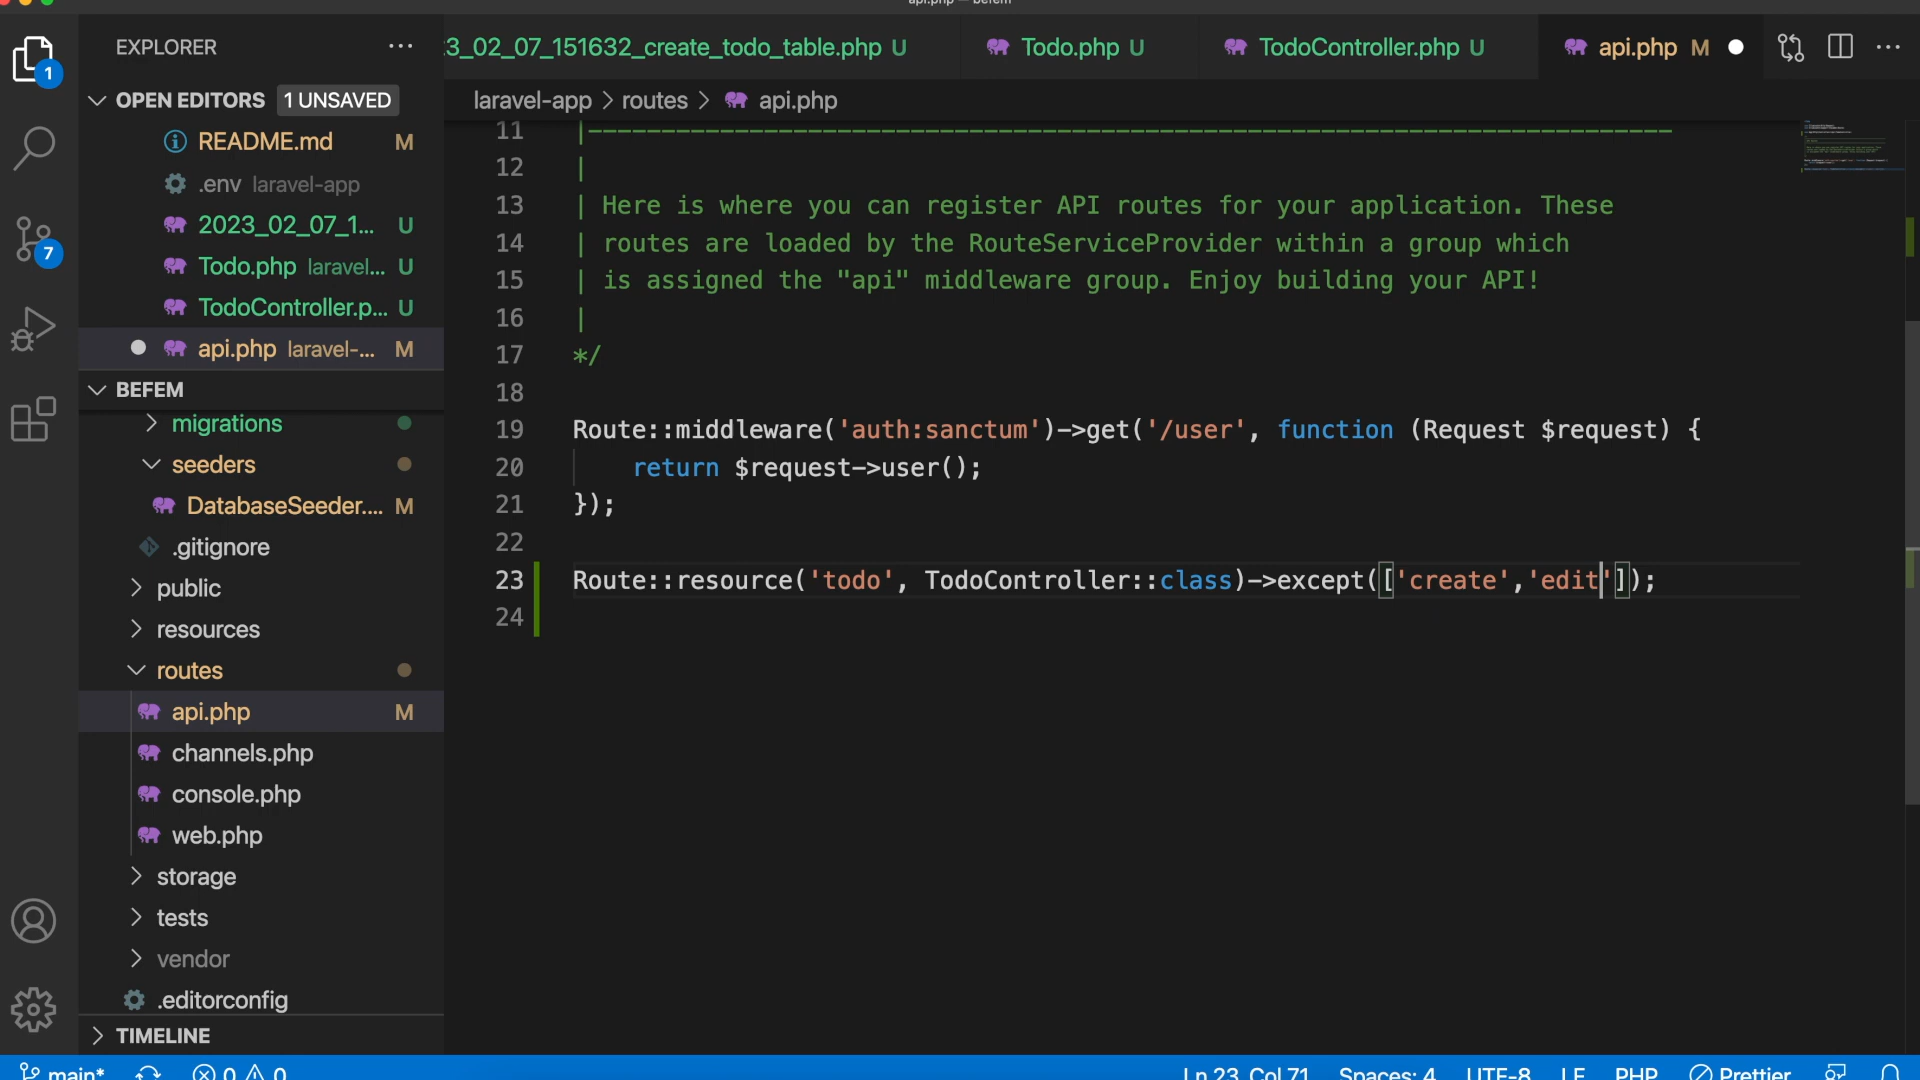 api.php — befem
EXPLORER
1
OPEN EDITORS 1 UNSAVED
README.md M
.env laravel-app
2023_02_07_1... U
Todo.php laravel... U
TodoController.p... U
api.php laravel-... M
BEFEM
migrations
seeders
DatabaseSeeder.... M
.gitignore
public
resources
routes
api.php M
channels.php
console.php
web.php
storage
tests
vendor
.editorconfig
TIMELINE
7
3_02_07_151632_create_todo_table.php U
Todo.php U
TodoController.php U
api.php M
laravel-app > routes > api.php
11 |--------------------------------------------------------------------------
12 |
13 | Here is where you can register API routes for your application. These
14 | routes are loaded by the RouteServiceProvider within a group which
15 | is assigned the "api" middleware group. Enjoy building your API!
16 |
17 */
18
19 Route::middleware('auth:sanctum')->get('/user', function (Request $request) {
20 return $request->user();
21 });
22
23 Route::resource('todo', TodoController::class)->except(['create','edit']);
24
main* 0 0 Ln 23, Col 71 Spaces: 4 UTF-8 LF PHP Prettier